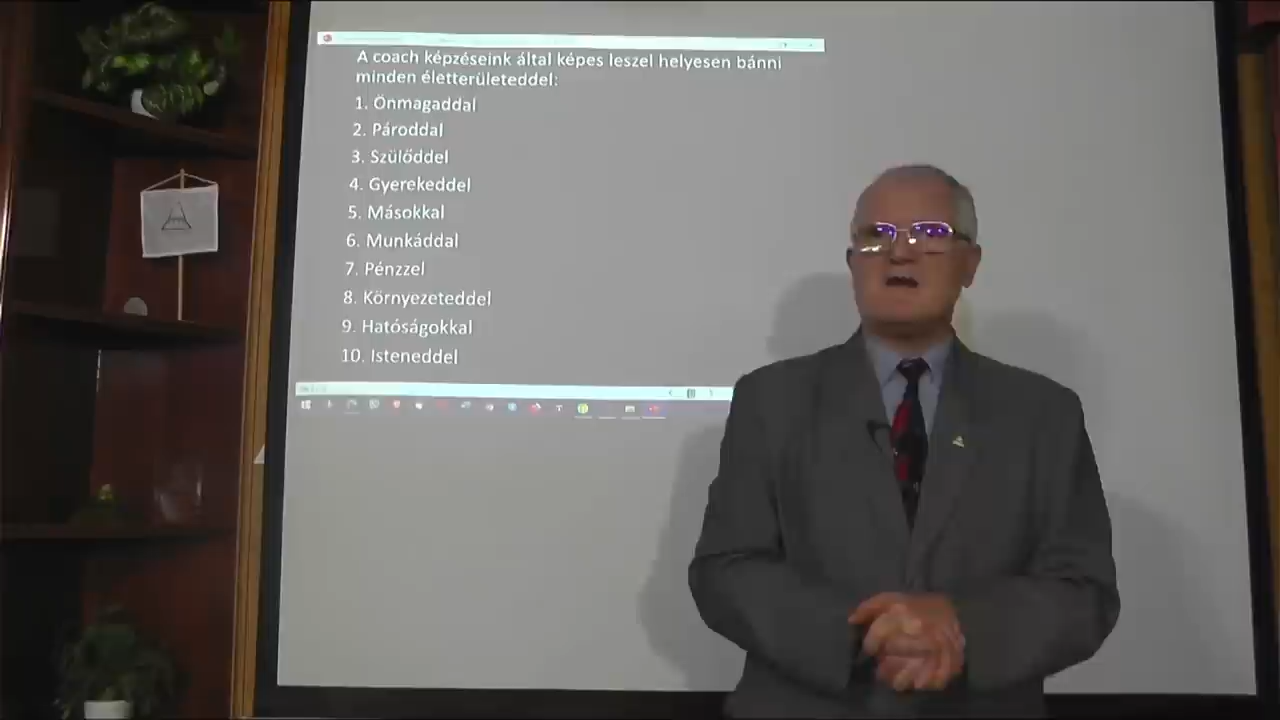 A coach képzéseink által képes leszel helyesen bánni
minden életterületeddel:
1. Önmagaddal
2. Pároddal
3. Szülőddel
4. Gyerekeddel
5. Másokkal
6. Munkáddal
7. Pénzzel
8. Környezeteddel
9. Hatóságokkal
10. Isteneddel